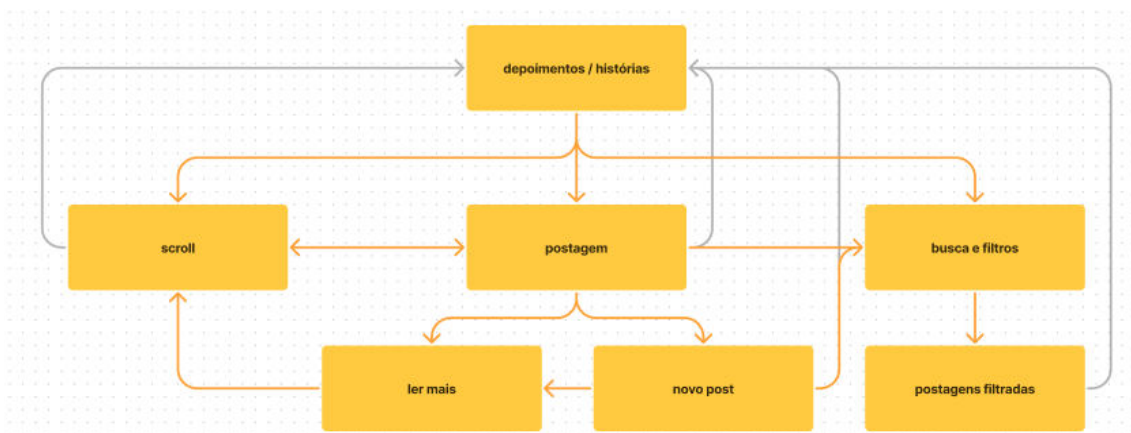 depoimentos / histórias
scroll
postagem
busca e filtros
ler mais
novo post
postagens filtradas